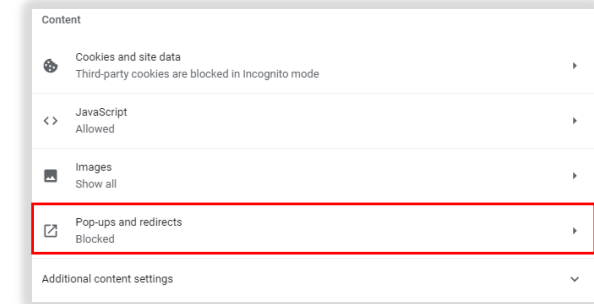 Content
Cookies and site data
Third-party cookies are blocked in Incognito mode
JavaScript
Allowed
Images
Show all
Pop-ups and redirects
Blocked
Additional content settings